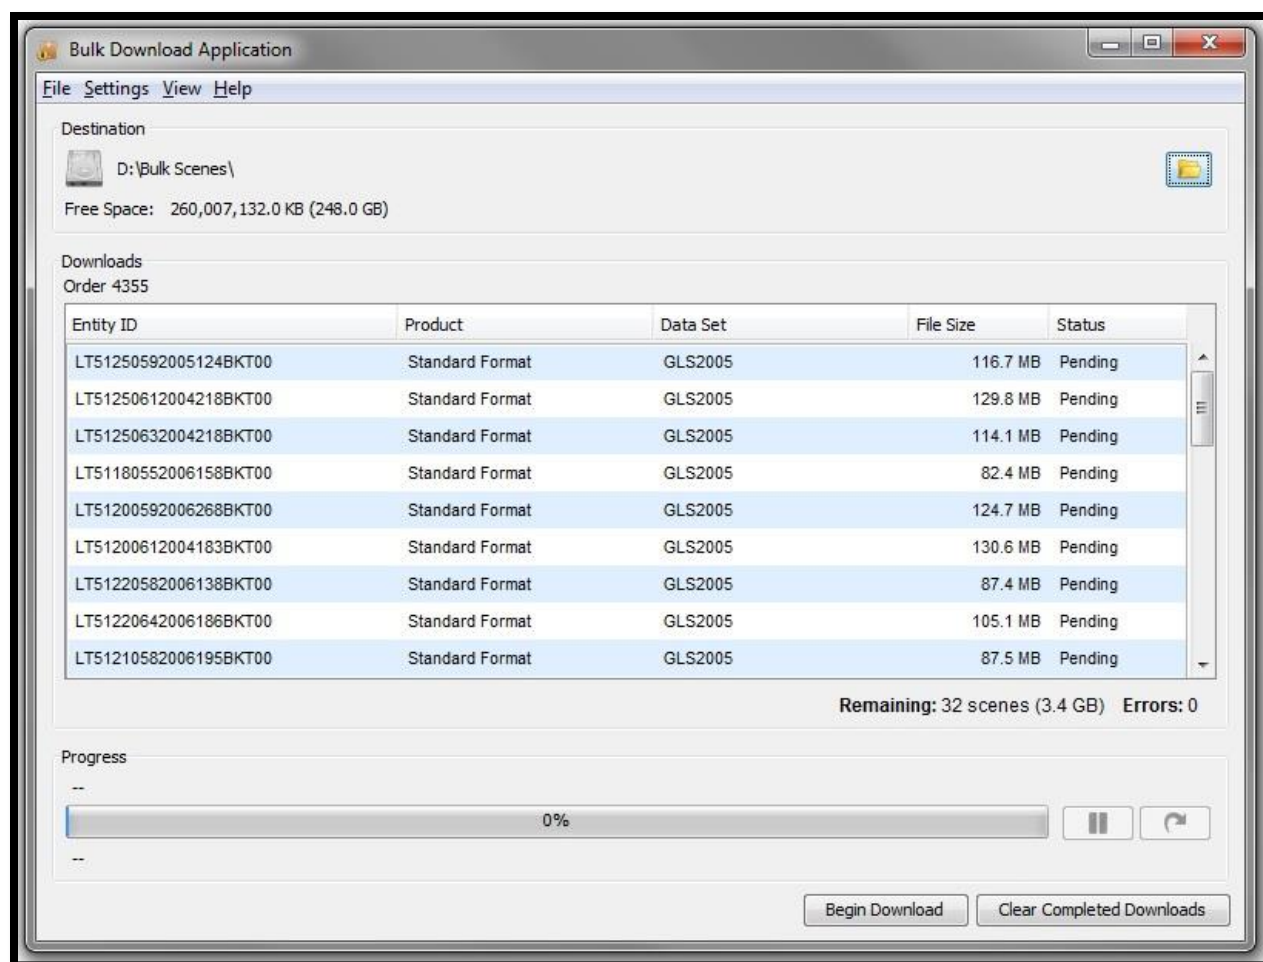 Bulk Download Application
File Settings View Help
Destination
D:\Bulk Scenes\
Free Space: 260,007,132.0 KB (248.0 GB)
Downloads
Order 4355
Entity ID Product Data Set File Size Status
LT51250592005124BKT00 Standard Format GLS2005 116.7 MB Pending
LT51250612004218BKT00 Standard Format GLS2005 129.8 MB Pending
LT51250632004218BKT00 Standard Format GLS2005 114.1 MB Pending
LT51180552006158BKT00 Standard Format GLS2005 82.4 MB Pending
LT51200592006268BKT00 Standard Format GLS2005 124.7 MB Pending
LT51200612004183BKT00 Standard Format GLS2005 130.6 MB Pending
LT51220582006138BKT00 Standard Format GLS2005 87.4 MB Pending
LT51220642006186BKT00 Standard Format GLS2005 105.1 MB Pending
LT51210582006195BKT00 Standard Format GLS2005 87.5 MB Pending
Remaining: 32 scenes (3.4 GB) Errors: 0
Progress
--
0%
--
Begin Download Clear Completed Downloads